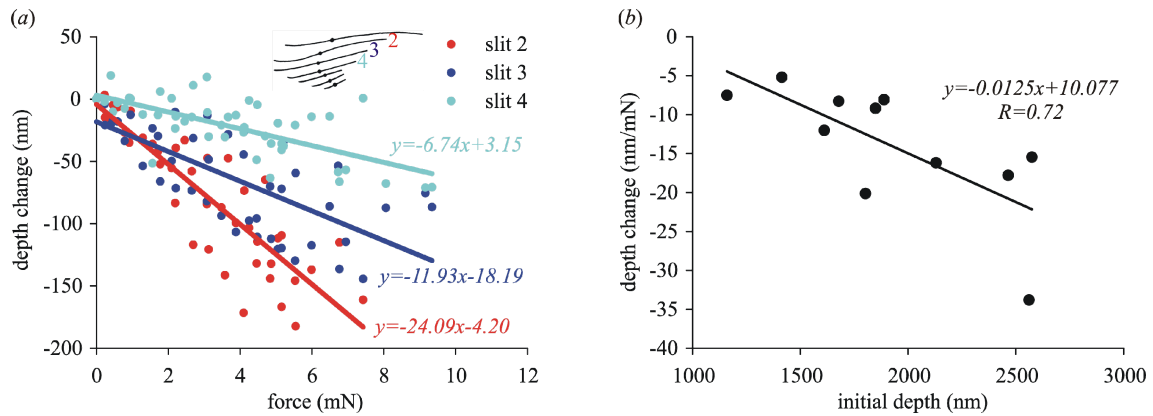 (a)
50
0
-50
-100
-150
-200
depth change (nm)
0 2 4 6 8 10 12
force (mN)
2
3
4
slit 2
slit 3
slit 4
y=-6.74x+3.15
y=-11.93x-18.19
y=-24.09x-4.20
(b)
0
-5
-10
-15
-20
-25
-30
-35
-40
depth change (nm/mN)
1000 1500 2000 2500 3000
initial depth (nm)
y=-0.0125x+10.077
R=0.72